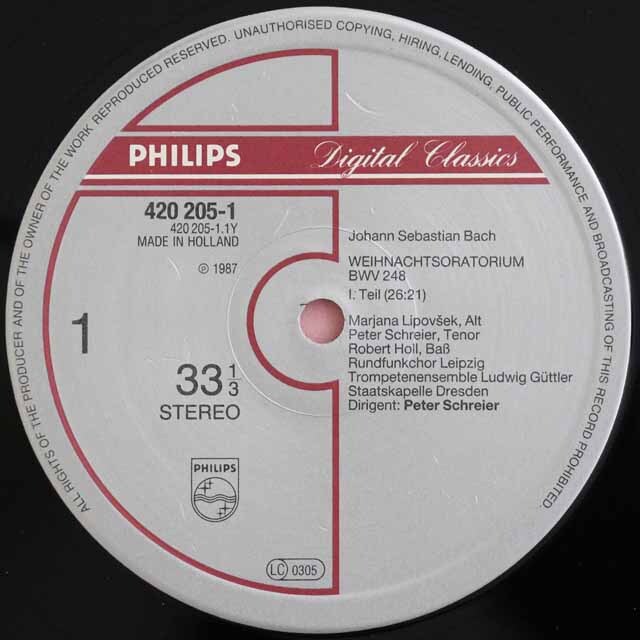 ALL RIGHTS OF THE PRODUCER AND OF THE OWNER OF THE WORK REPRODUCED RESERVED. UNAUTHORISED COPYING, HIRING, LENDING, PUBLIC PERFORMANCE AND BROADCASTING OF THIS RECORD PROHIBITED.
PHILIPS Digital Classics
420 205-1
420 205-1.1Y
MADE IN HOLLAND
℗ 1987
1
33 1/3
STEREO
PHILIPS
LC 0305
Johann Sebastian Bach
WEIHNACHTSORATORIUM
BWV 248
I. Teil (26:21)
Marjana Lipovšek, Alt
Peter Schreier, Tenor
Robert Holl, Baß
Rundfunkchor Leipzig
Trompetenensemble Ludwig Güttler
Staatskapelle Dresden
Dirigent: Peter Schreier